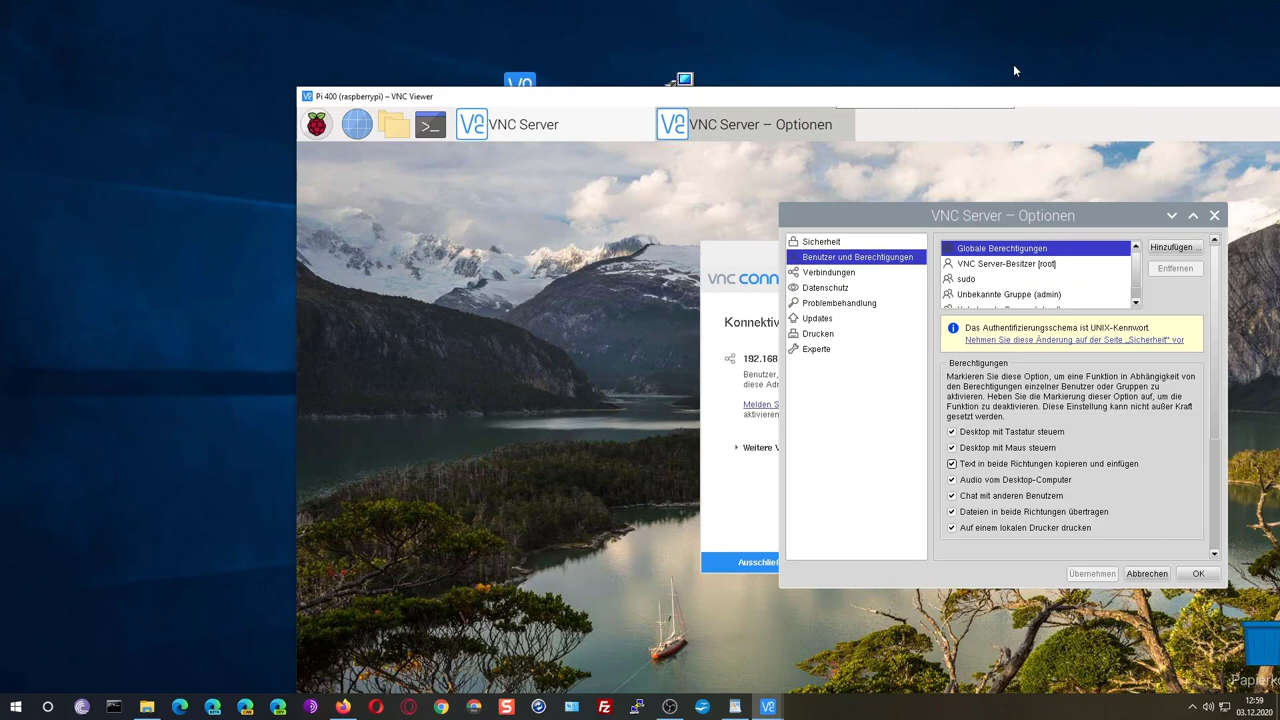 Pi 400 (raspberrypi) – VNC Viewer
VNC Server
VNC Server – Optionen
VNC Server – Optionen
Sicherheit
Benutzer und Berechtigungen
Verbindungen
Datenschutz
Problembehandlung
Updates
Drucken
Experte
Globale Berechtigungen
VNC Server-Besitzer [root]
sudo
Unbekannte Gruppe (admin)
Hinzufügen ...
Entfernen
Das Authentifizierungsschema ist UNIX-Kennwort.
Nehmen Sie diese Änderung auf der Seite „Sicherheit“ vor
Berechtigungen
Markieren Sie diese Option, um eine Funktion in Abhängigkeit von
den Berechtigungen einzelner Benutzer oder Gruppen zu
aktivieren. Heben Sie die Markierung dieser Option auf, um die
Funktion zu deaktivieren. Diese Einstellung kann nicht außer Kraft
gesetzt werden.
Desktop mit Tastatur steuern
Desktop mit Maus steuern
Text in beide Richtungen kopieren und einfügen
Audio vom Desktop-Computer
Chat mit anderen Benutzern
Dateien in beide Richtungen übertragen
Auf einem lokalen Drucker drucken
Übernehmen
Abbrechen
OK
vnc conn
Konnektiv
192.168
Benutzer,
diese Adr
Melden S
aktivieren
Weitere V
Ausschließ
Papierko
12:59
03.12.2020